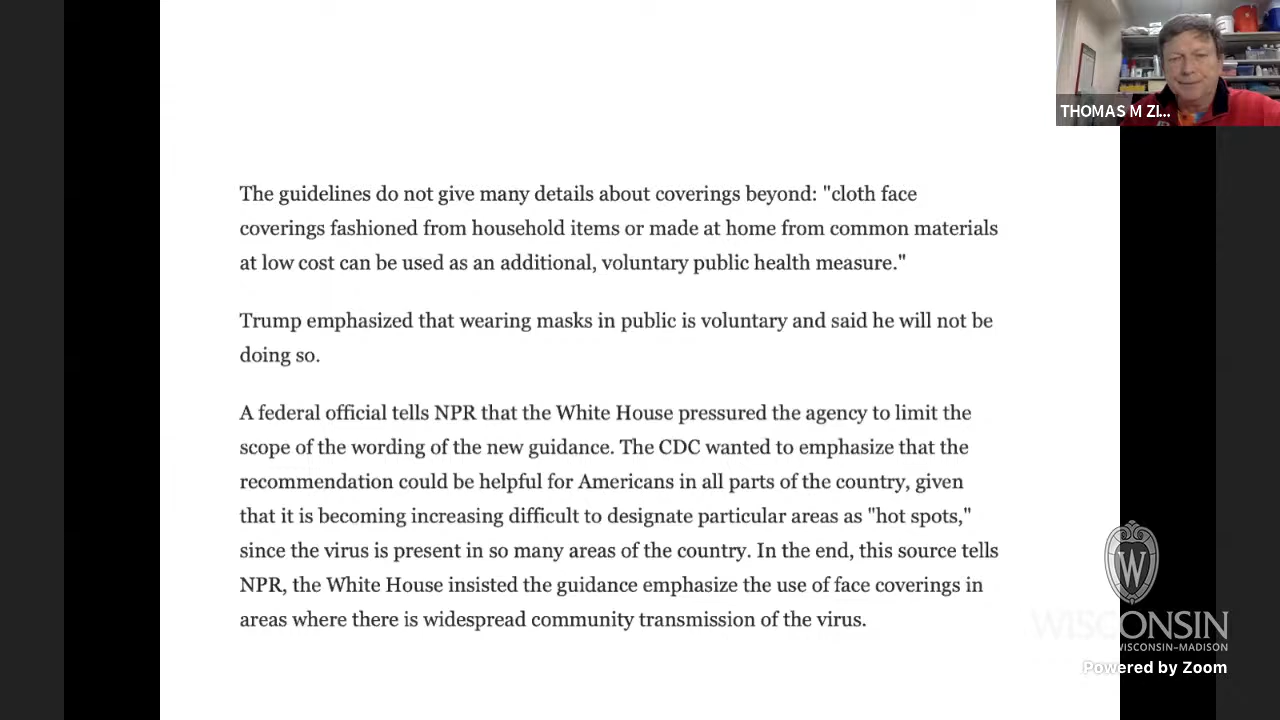 THOMAS M ZI...
The guidelines do not give many details about coverings beyond: "cloth face
coverings fashioned from household items or made at home from common materials
at low cost can be used as an additional, voluntary public health measure."
Trump emphasized that wearing masks in public is voluntary and said he will not be
doing so.
A federal official tells NPR that the White House pressured the agency to limit the
scope of the wording of the new guidance. The CDC wanted to emphasize that the
recommendation could be helpful for Americans in all parts of the country, given
that it is becoming increasing difficult to designate particular areas as "hot spots,"
since the virus is present in so many areas of the country. In the end, this source tells
NPR, the White House insisted the guidance emphasize the use of face coverings in
areas where there is widespread community transmission of the virus.
W
WISCONSIN
WISCONSIN–MADISON
Powered by Zoom